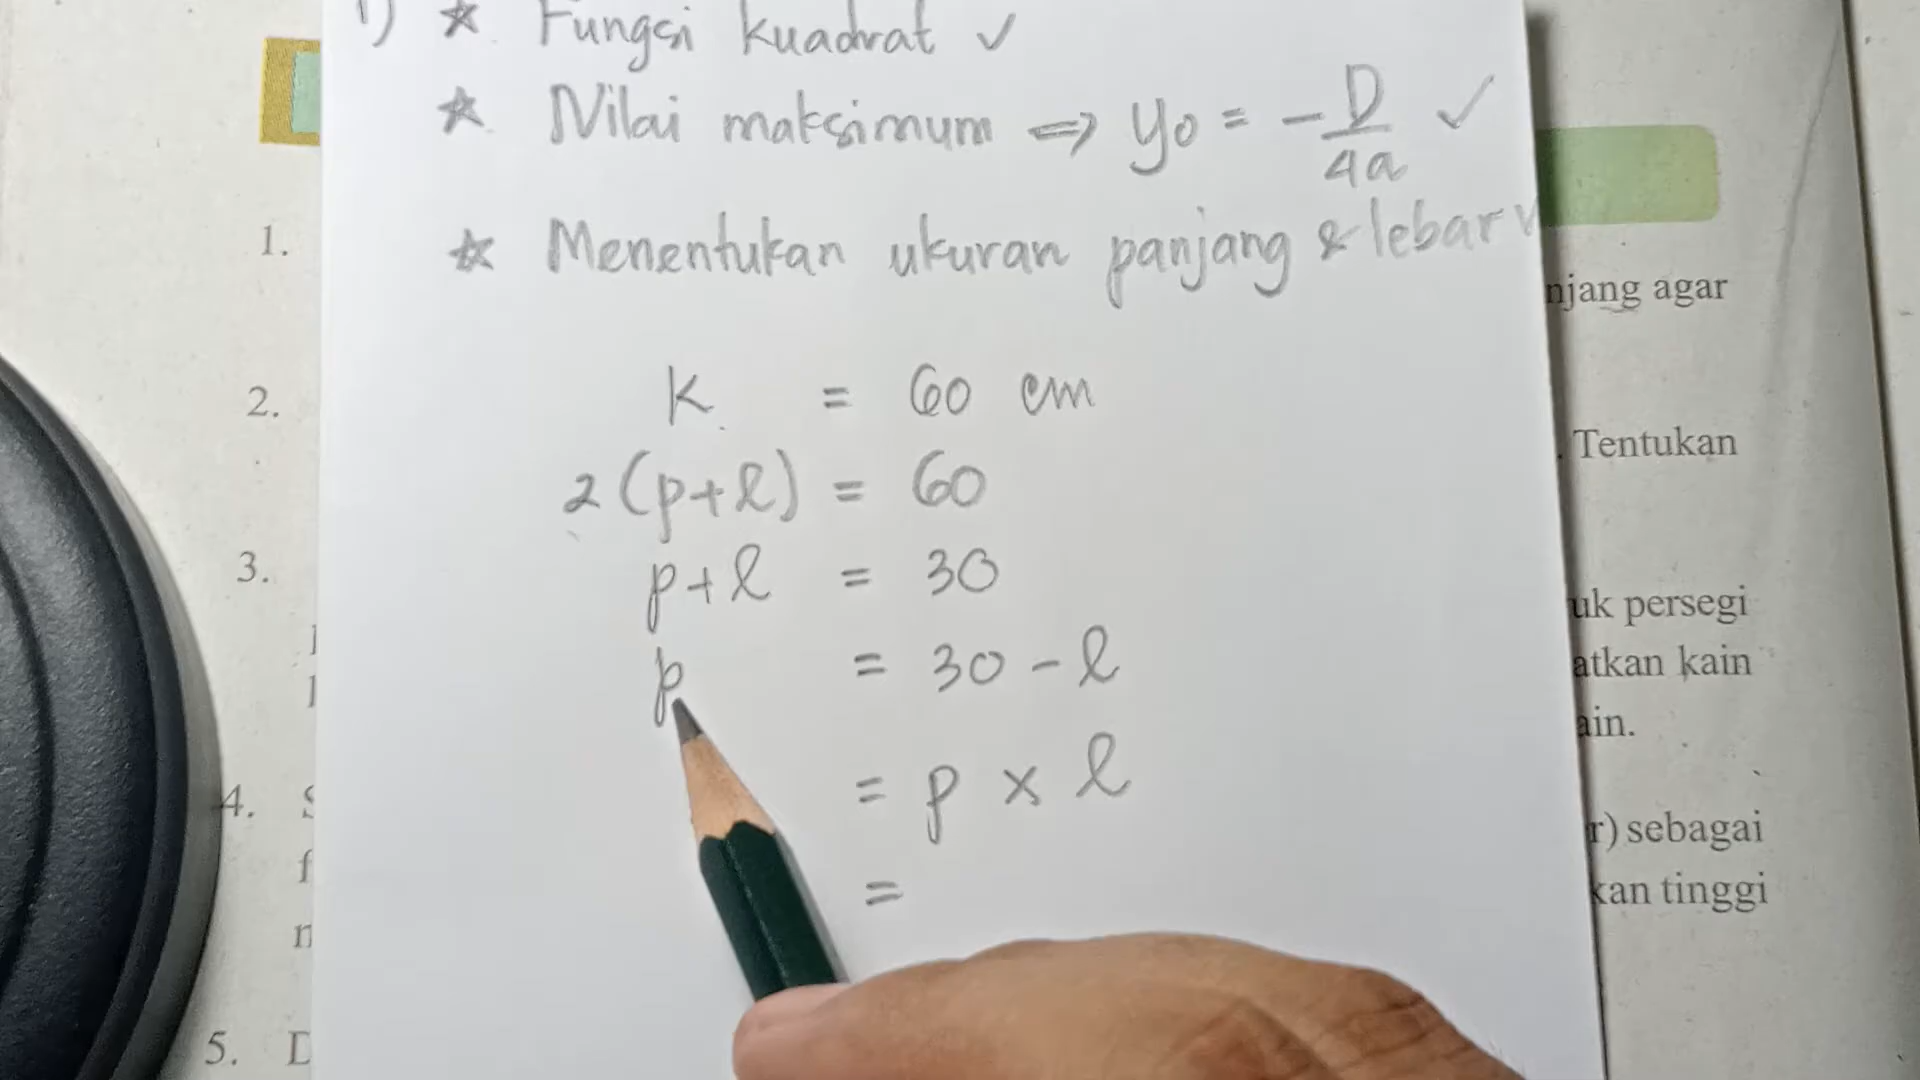 1) ☆ Fungsi kuadrat ✓
☆ Nilai maksimum ⇒ yo = -D/4a ✓
☆ Menentukan ukuran panjang & lebar ✓
K = 60 cm
2(p+l) = 60
p+l = 30
p = 30 - l
= p x l
=
1.
2.
3.
4.
5.
njang agar
. Tentukan
uk persegi
atkan kain
ain.
r) sebagai
kan tinggi